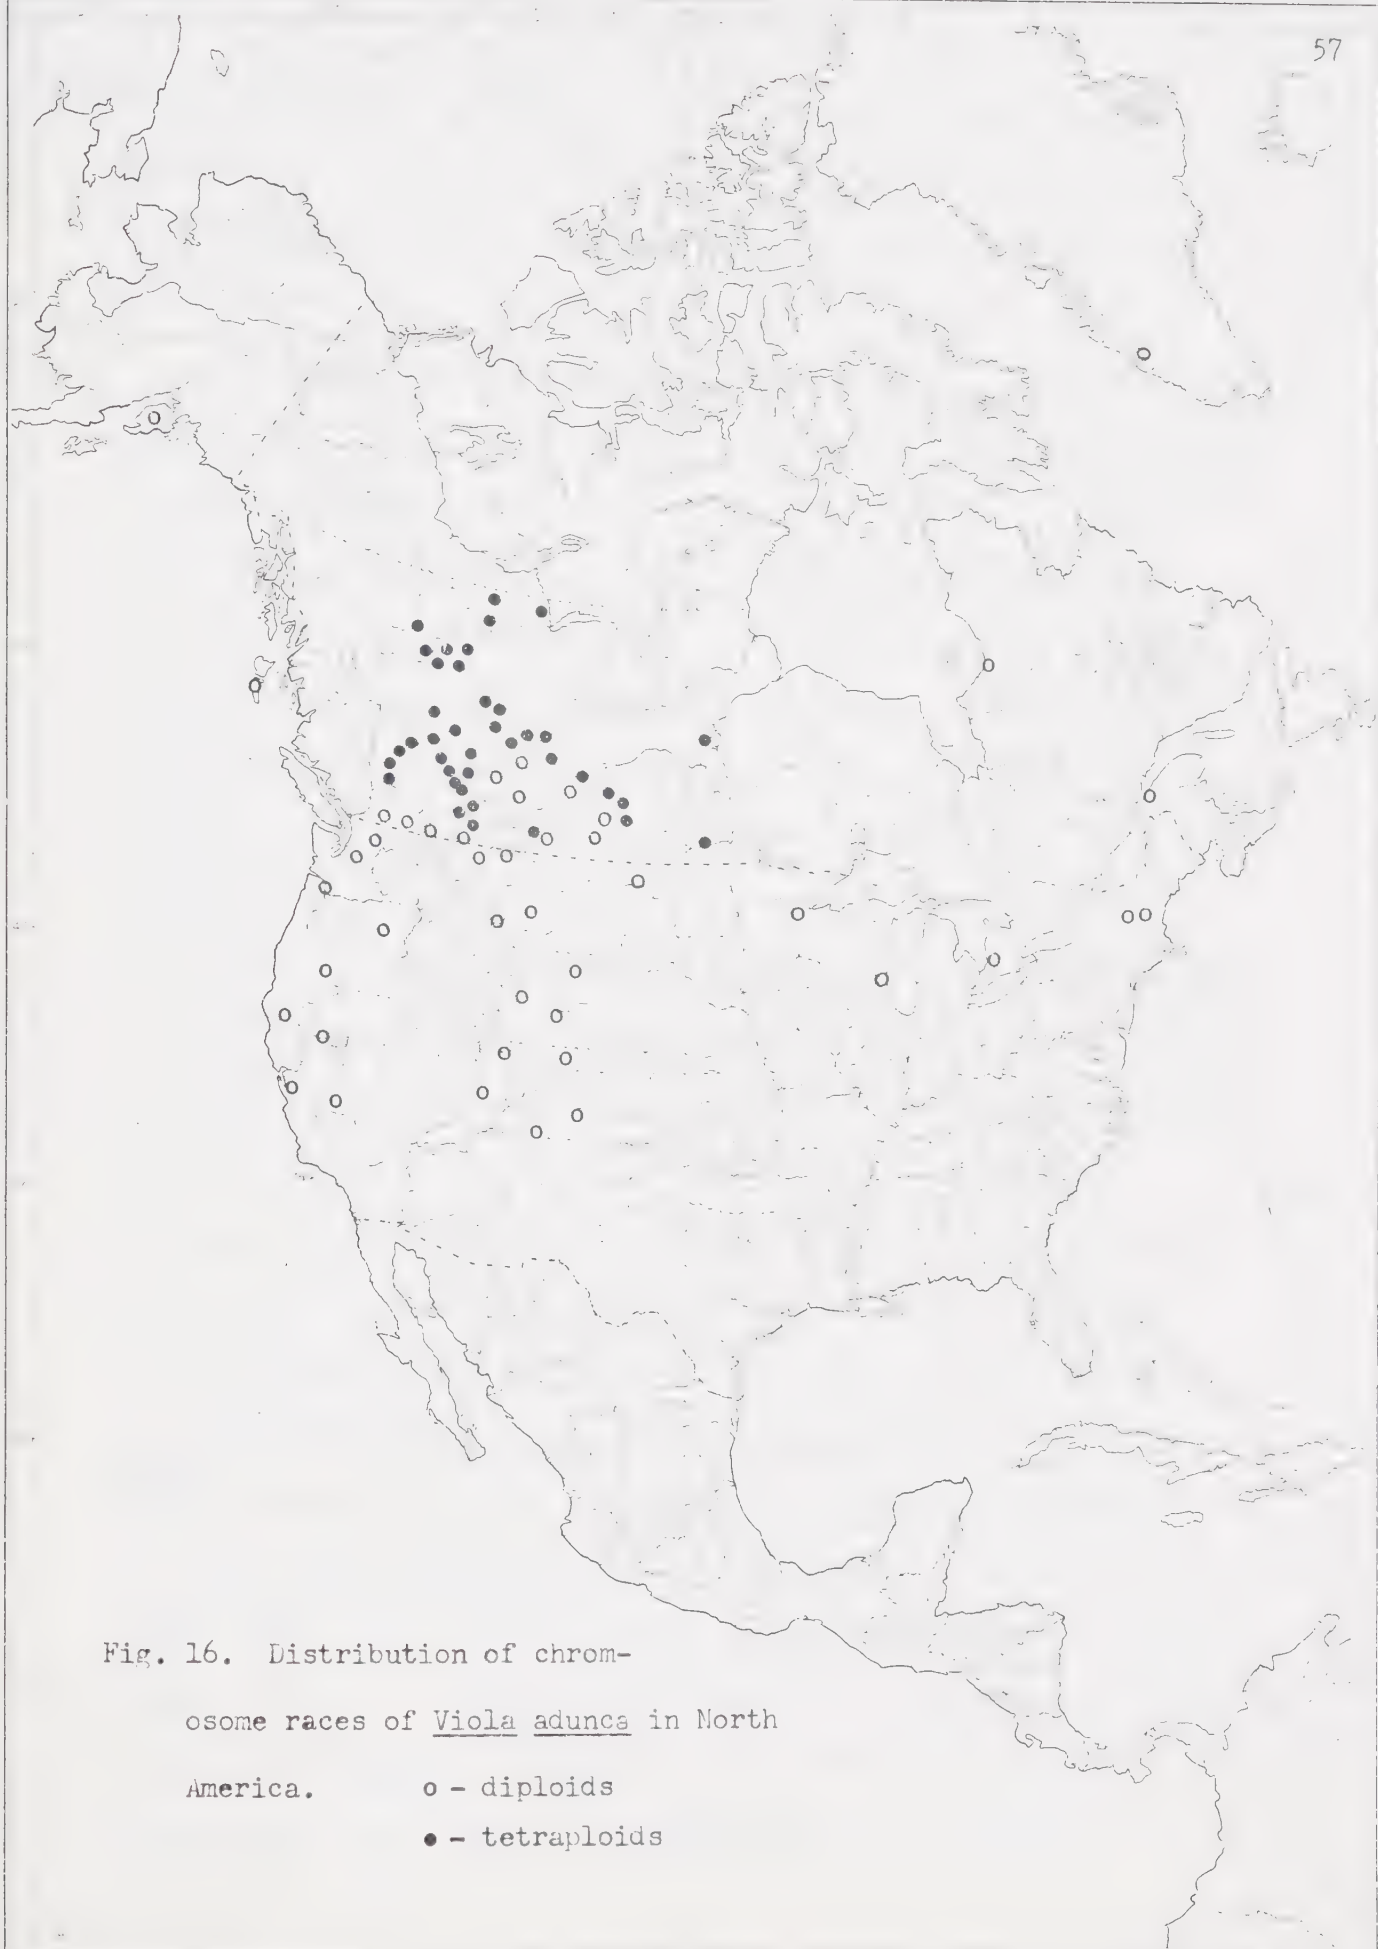 57
Fig. 16. Distribution of chrom-
osome races of Viola adunca in North
America. o - diploids
● - tetraploids